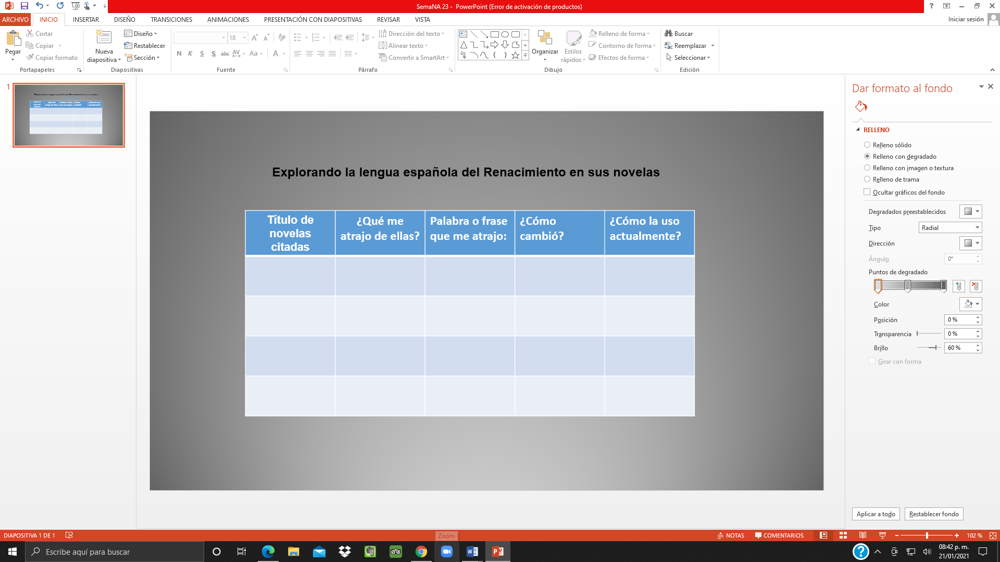 SemaNA 23 - PowerPoint (Error de activación de productos)
ARCHIVO INICIO INSERTAR DISEÑO TRANSICIONES ANIMACIONES PRESENTACIÓN CON DIAPOSITIVAS REVISAR VISTA
Iniciar sesión
Pegar
Cortar
Copiar
Copiar formato
Portapapeles
Nueva diapositiva
Diseño
Restablecer
Sección
Diapositivas
18
N K S S abc AV Aa A
Fuente
Dirección del texto
Alinear texto
Convertir a SmartArt
Párrafo
Organizar
Estilos rápidos
Relleno de forma
Contorno de forma
Efectos de forma
Dibujo
Buscar
Reemplazar
Seleccionar
Edición
1
Explorando la lengua española del Renacimiento en sus novelas
Título de novelas citadas
¿Qué me atrajo de ellas?
Palabra o frase que me atrajo:
¿Cómo cambió?
¿Cómo la uso actualmente?
Dar formato al fondo
RELLENO
Relleno sólido
Relleno con degradado
Relleno con imagen o textura
Relleno de trama
Ocultar gráficos del fondo
Degradados preestablecidos
Tipo Radial
Dirección
Ángulo 0°
Puntos de degradado
Color
Posición 0 %
Transparencia 0 %
Brillo 60 %
Girar con forma
Aplicar a todo Restablecer fondo
DIAPOSITIVA 1 DE 1
Zoom
NOTAS COMENTARIOS 102 %
Escribe aquí para buscar
08:42 p. m.
21/01/2021